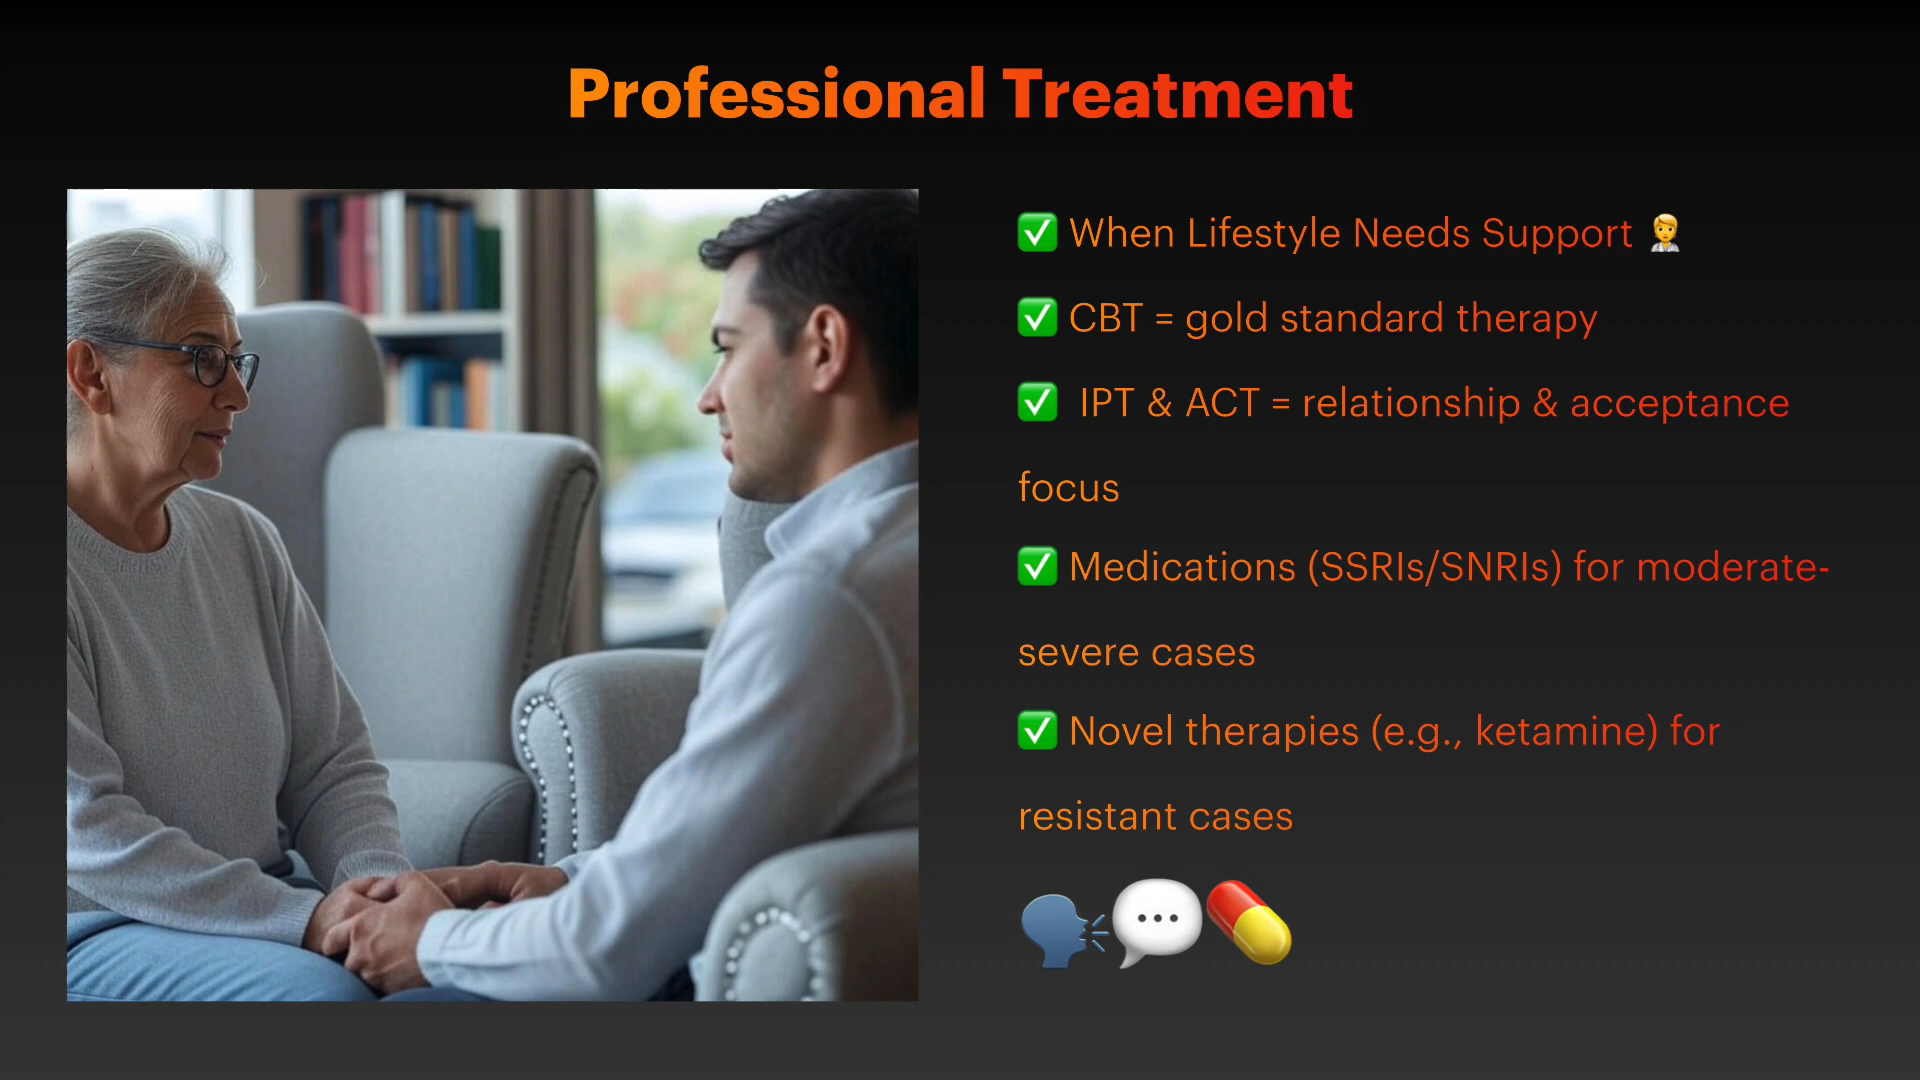 Professional Treatment
✅ When Lifestyle Needs Support 🧑‍⚕️
✅ CBT = gold standard therapy
✅ IPT & ACT = relationship & acceptance
focus
✅ Medications (SSRIs/SNRIs) for moderate-
severe cases
✅ Novel therapies (e.g., ketamine) for
resistant cases
🗣️💬💊